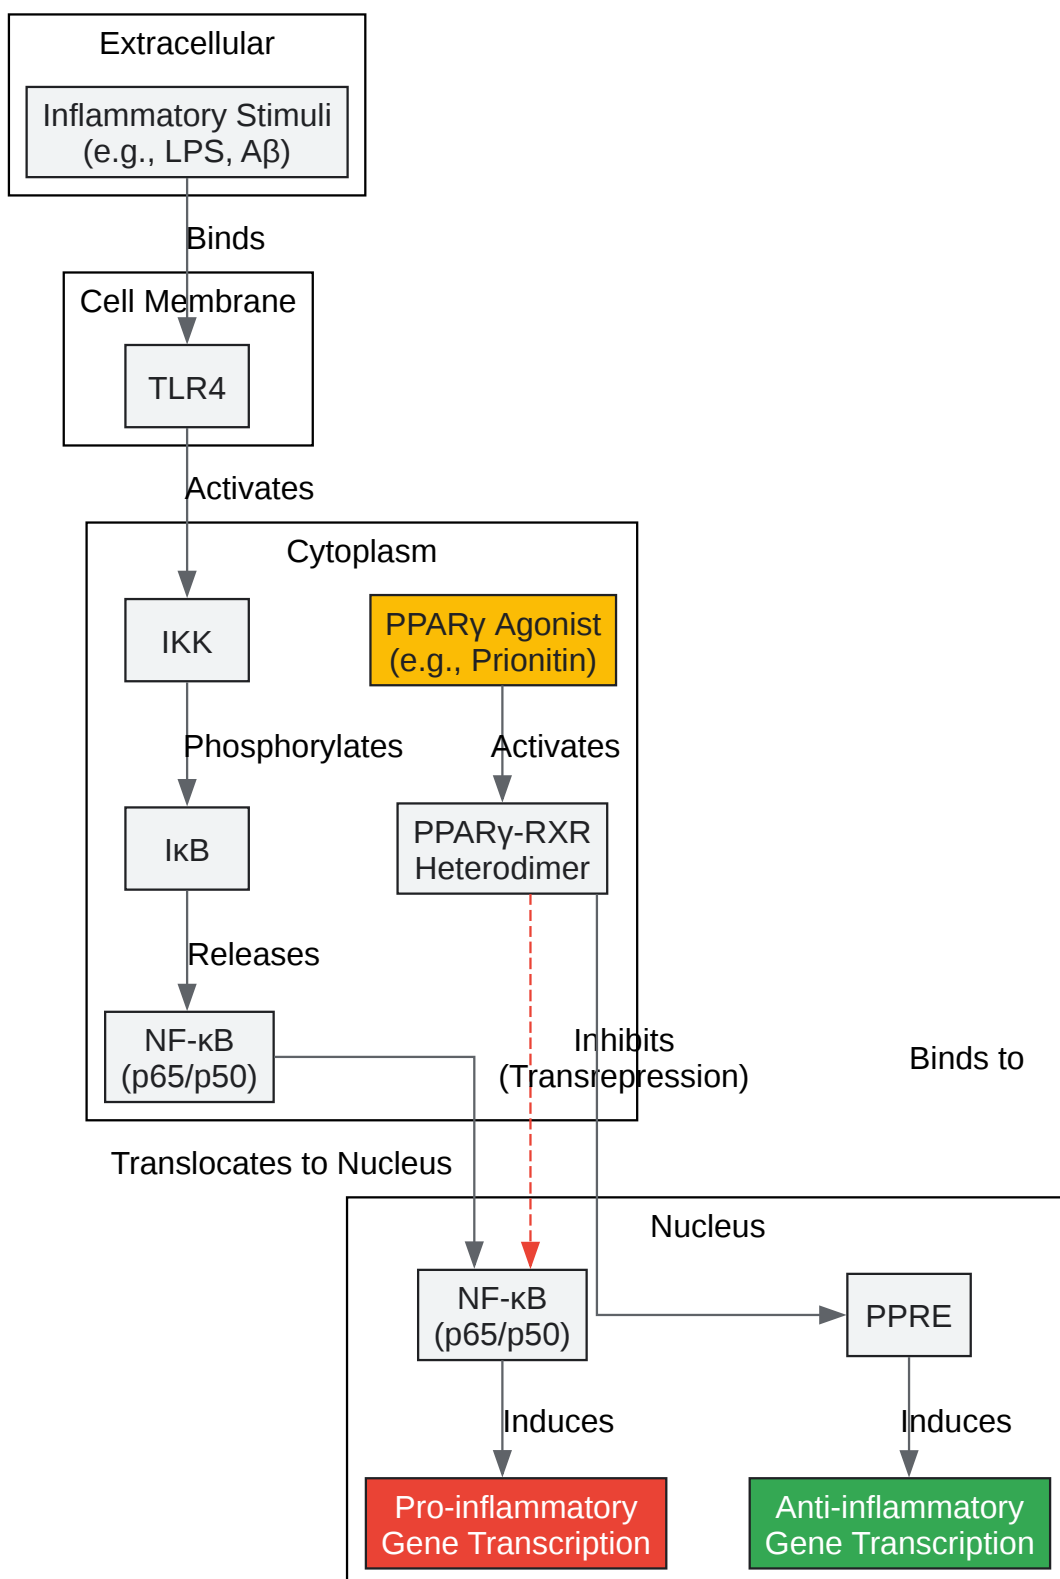 Extracellular
Inflammatory Stimuli
(e.g., LPS, Aβ)
Binds
Cell Membrane
TLR4
Activates
Cytoplasm
IKK
PPARγ Agonist
(e.g., Prionitin)
Phosphorylates
Activates
IκB
PPARγ-RXR
Heterodimer
Releases
NF-κB
(p65/p50)
Inhibits
(Transrepression)
Binds to
Translocates to Nucleus
Nucleus
NF-κB
(p65/p50)
PPRE
Induces
Induces
Pro-inflammatory
Gene Transcription
Anti-inflammatory
Gene Transcription